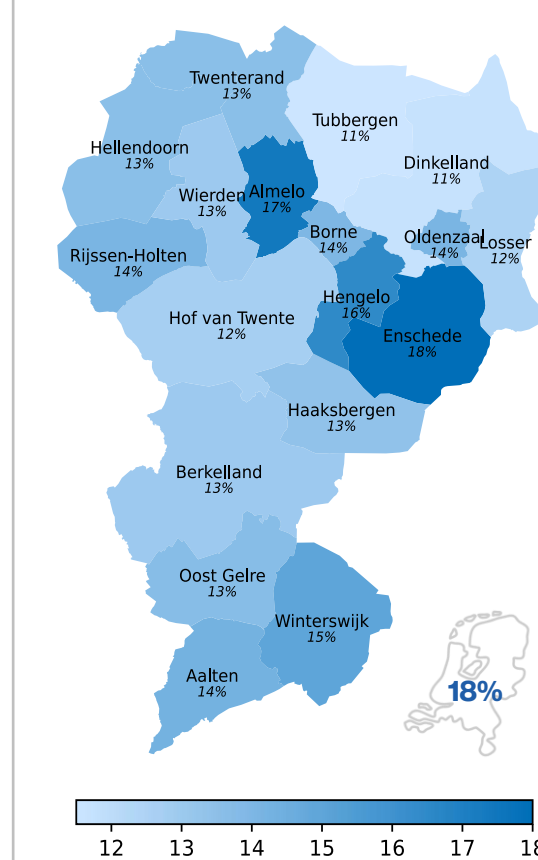 Twenterand
13%
Tubbergen
11%
Hellendoorn
13%
Dinkelland
11%
Wierden
13%
Almelo
17%
Borne
14%
Oldenzaal
14%
Losser
12%
Rijssen-Holten
14%
Hengelo
16%
Hof van Twente
12%
Enschede
18%
Haaksbergen
13%
Berkelland
13%
Oost Gelre
13%
Winterswijk
15%
Aalten
14%
18%
12 13 14 15 16 17 18